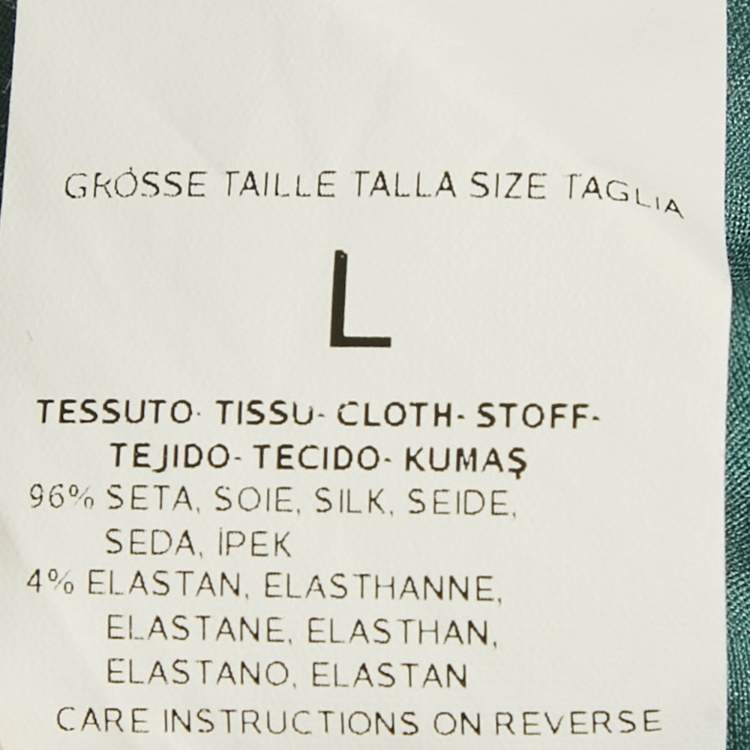 GRÖSSE TAILLE TALLA SIZE TAGLIA
L
TESSUTO- TISSU- CLOTH- STOFF-
TEJIDO- TECIDO- KUMAŞ
96% SETA, SOIE, SILK, SEIDE,
SEDA, İPEK
4% ELASTAN, ELASTHANNE,
ELASTANE, ELASTHAN,
ELASTANO, ELASTAN
CARE INSTRUCTIONS ON REVERSE